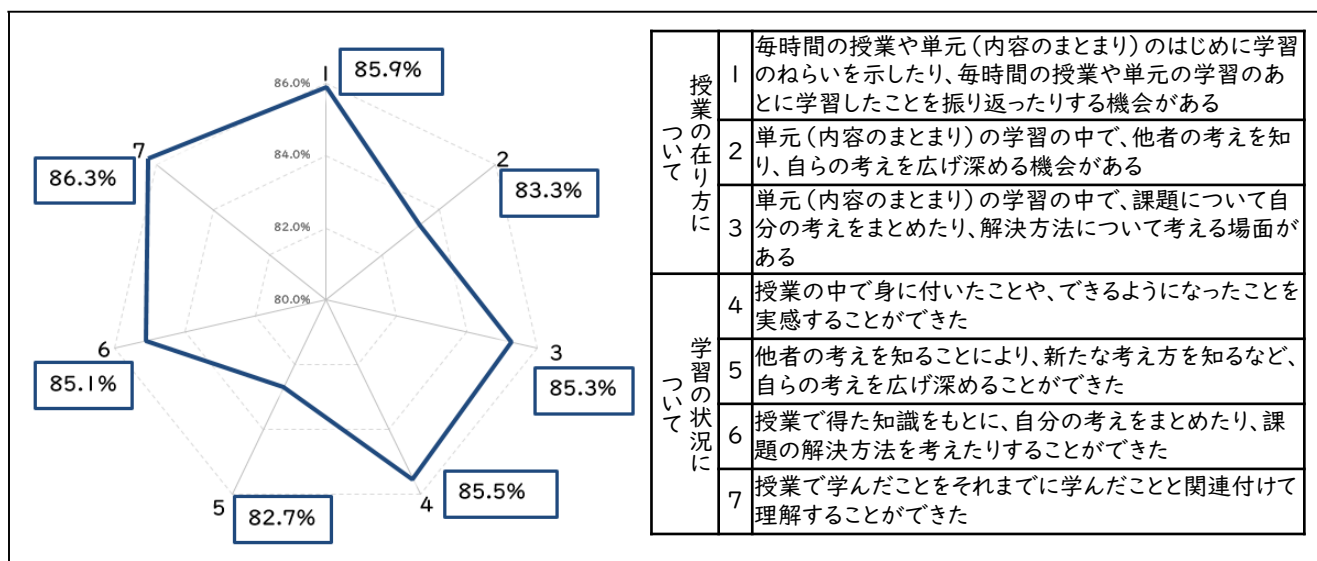 86.0%
84.0%
82.0%
80.0%
1
85.9%
2
83.3%
3
85.3%
4
85.5%
5
82.7%
6
85.1%
7
86.3%
授業の在り方に
ついて
1
毎時間の授業や単元(内容のまとまり)のはじめに学習
のねらいを示したり、毎時間の授業や単元の学習のあ
とに学習したことを振り返ったりする機会がある
2
単元(内容のまとまり)の学習の中で、他者の考えを知
り、自らの考えを広げ深める機会がある
3
単元(内容のまとまり)の学習の中で、課題について自
分の考えをまとめたり、解決方法について考える場面が
ある
学習の状況に
ついて
4
授業の中で身に付いたことや、できるようになったことを
実感することができた
5
他者の考えを知ることにより、新たな考え方を知るなど、
自らの考えを広げ深めることができた
6
授業で得た知識をもとに、自分の考えをまとめたり、課
題の解決方法を考えたりすることができた
7
授業で学んだことをそれまでに学んだことと関連付けて
理解することができた